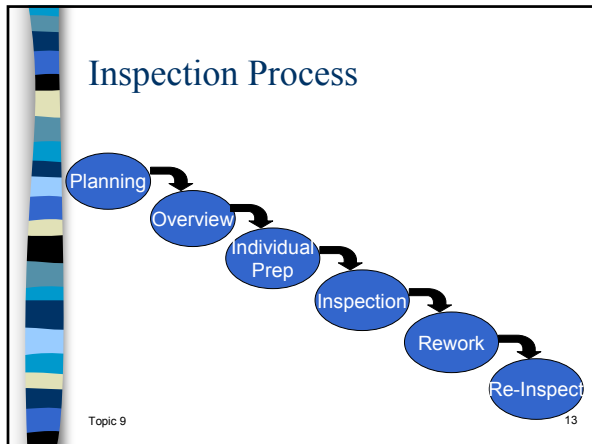 Inspection Process
Planning
Overview
Individual
Prep
Inspection
Rework
Re-Inspect
Topic 9
13